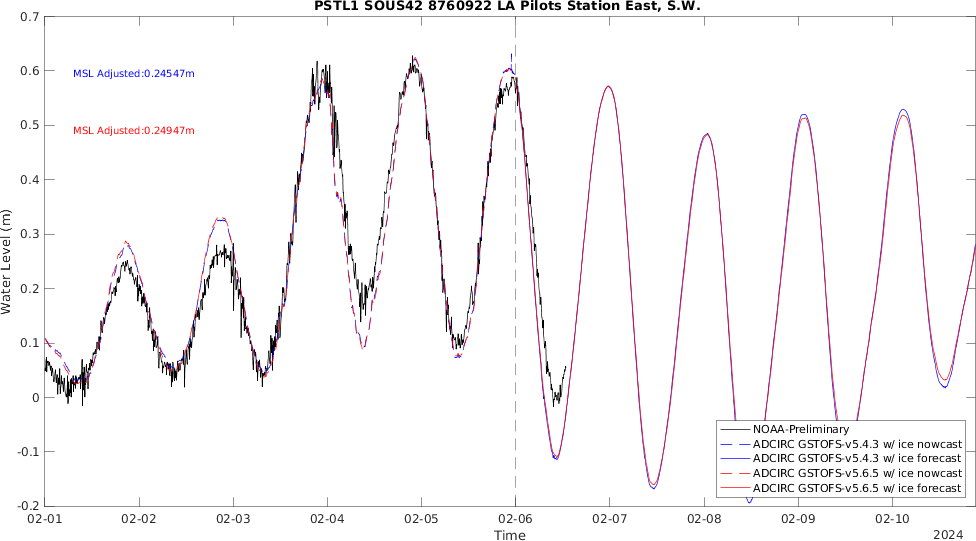 PSTL1 SOUS42 8760922 LA Pilots Station East, S.W.
0.7
0.6
0.5
0.4
0.3
0.2
0.1
0
-0.1
-0.2
Water Level (m)
MSL Adjusted:0.24547m
MSL Adjusted:0.24947m
NOAA-Preliminary
ADCIRC GSTOFS-v5.4.3 w/ ice nowcast
ADCIRC GSTOFS-v5.4.3 w/ ice forecast
ADCIRC GSTOFS-v5.6.5 w/ ice nowcast
ADCIRC GSTOFS-v5.6.5 w/ ice forecast
02-01 02-02 02-03 02-04 02-05 02-06 02-07 02-08 02-09 02-10
Time
2024